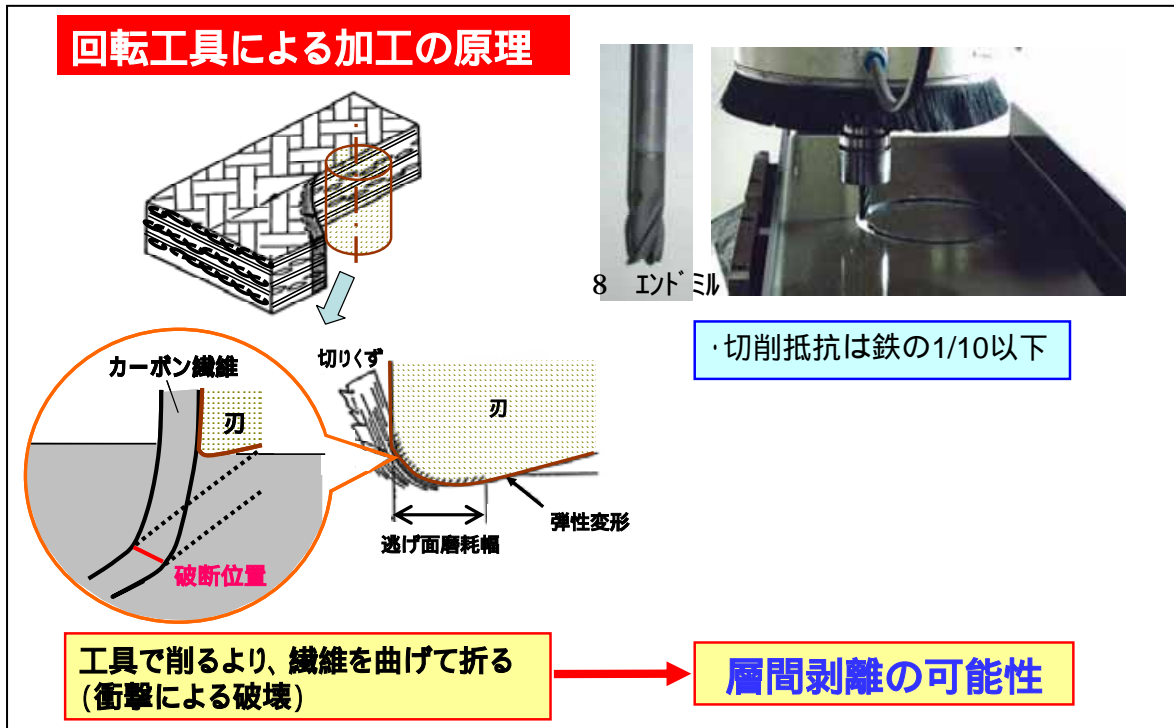 回転工具による加工の原理
8 エンドミル
・切削抵抗は鉄の1/10以下
カーボン繊維
刃
破断位置
切りくず
刃
弾性変形
逃げ面磨耗幅
工具で削るより、繊維を曲げて折る
(衝撃による破壊)
層間剥離の可能性